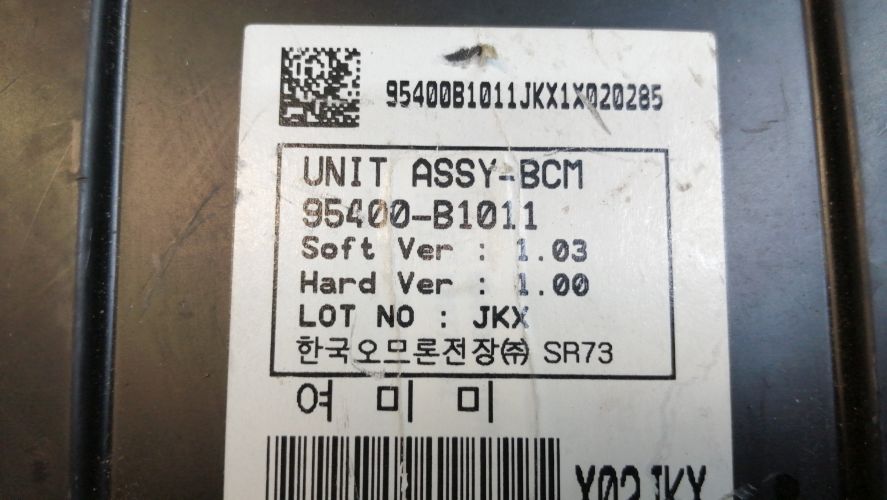 95400B1011JKX1X020285
UNIT ASSY-BCM
95400-B1011
Soft Ver : 1.03
Hard Ver : 1.00
LOT NO : JKX
한국오므론전장㈜ SR73
여 미 미